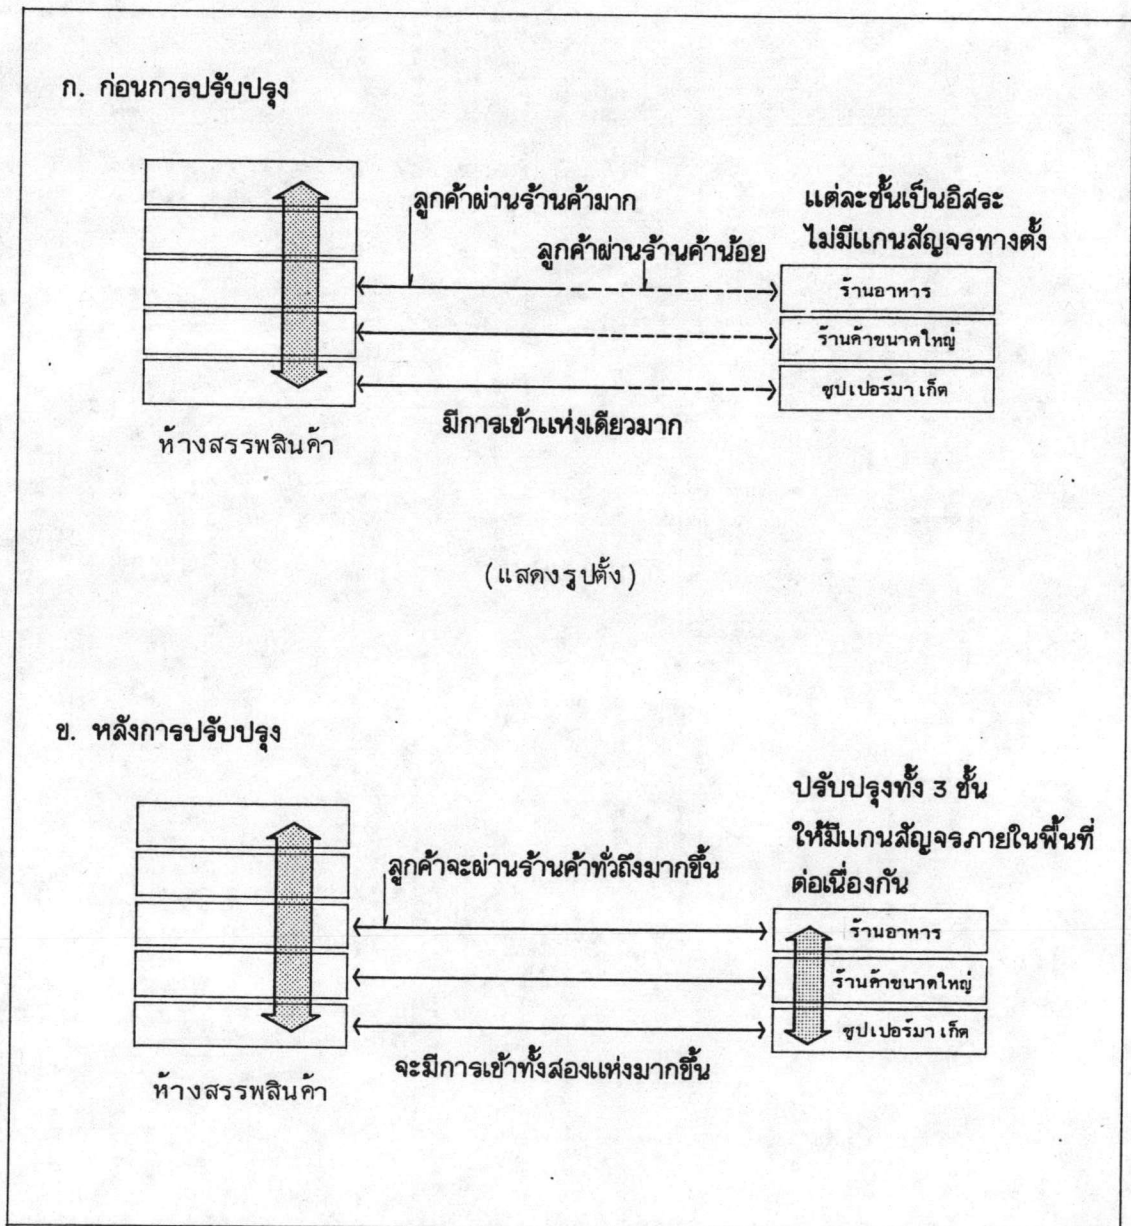 ก. ก่อนการปรับปรุง
ลูกค้าผ่านร้านค้ามาก
แต่ละชั้นเป็นอิสระ
ไม่มีแกนสัญจรทางตั้ง
ลูกค้าผ่านร้านค้าน้อย
ร้านอาหาร
ร้านค้าขนาดใหญ่
ซุปเปอร์มาเก็ต
มีการเข้าแห่งเดียวมาก
ห้างสรรพสินค้า
(แสดงรูปตั้ง)
ข. หลังการปรับปรุง
ปรับปรุงทั้ง 3 ชั้น
ให้มีแกนสัญจรภายในพื้นที่
ต่อเนื่องกัน
ลูกค้าจะผ่านร้านค้าทั่วถึงมากขึ้น
ร้านอาหาร
ร้านค้าขนาดใหญ่
ซุปเปอร์มาเก็ต
จะมีการเข้าทั้งสองแห่งมากขึ้น
ห้างสรรพสินค้า